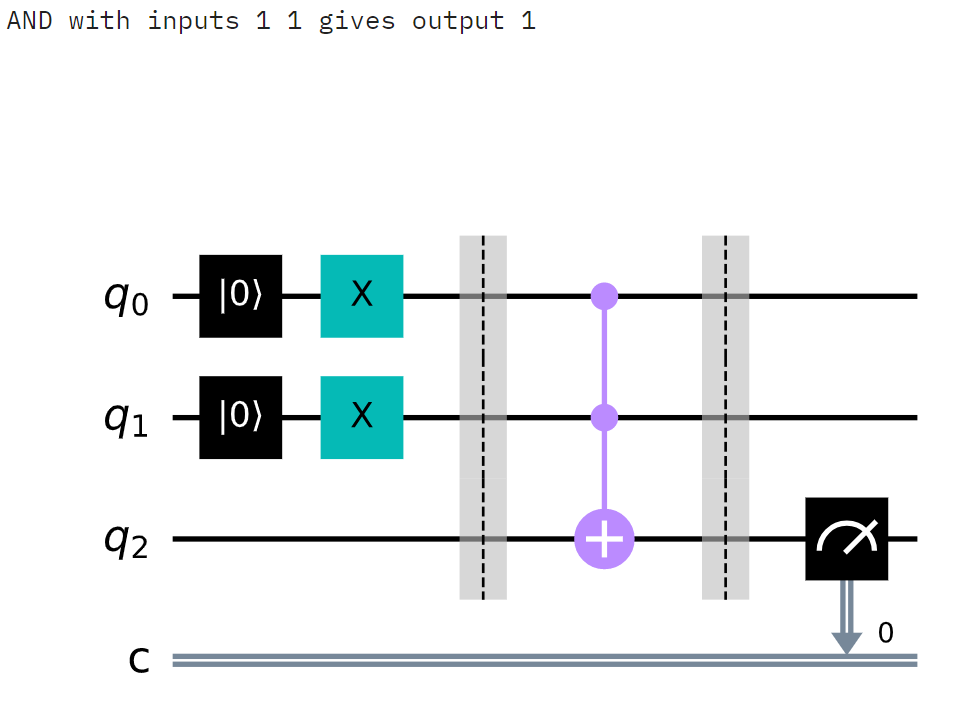 AND with inputs 1 1 gives output 1
q0 |0⟩ X
q1 |0⟩ X
q2
0
c